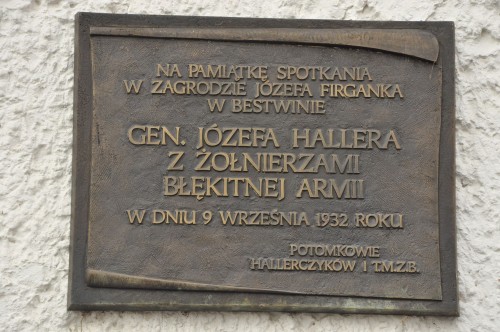 NA PAMIĄTKĘ SPOTKANIA
W ZAGRODZIE JÓZEFA FIRGANKA
W BESTWINIE
GEN. JÓZEFA HALLERA
Z ŻOŁNIERZAMI
BŁĘKITNEJ ARMII
W DNIU 9 WRZEŚNIA 1932 ROKU
POTOMKOWIE
HALLERCZYKÓW I T.M.Z.B.